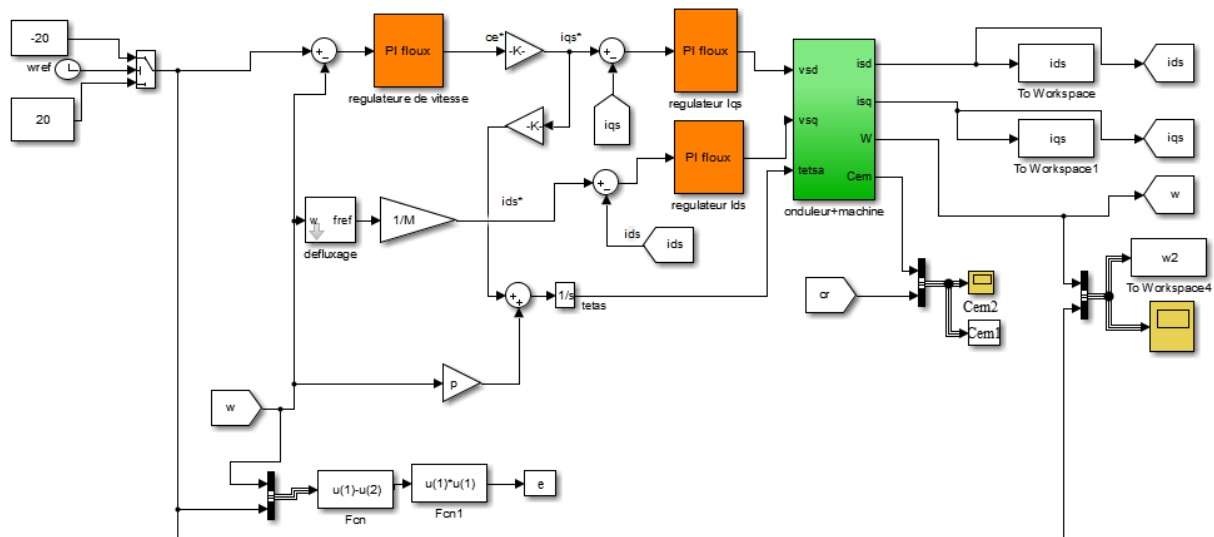 -20
wref
20
+
-
PI floux
regulateure de vitesse
ce*
-K-
iqs*
+
-
PI floux
regulateur Iqs
iqs
-K-
vsd
vsq
tetsa
isd
isq
W
Cem
onduleur+machine
ids
To Workspace
ids
iqs
To Workspace1
iqs
w
w
fref
defluxage
1/M
ids*
+
-
ids
ids
PI floux
regulateur Ids
+
+
1/s
tetas
cr
Cem2
Cem1
w2
To Workspace4
p
w
u(1)-u(2)
Fcn
u(1)*u(1)
Fcn1
e